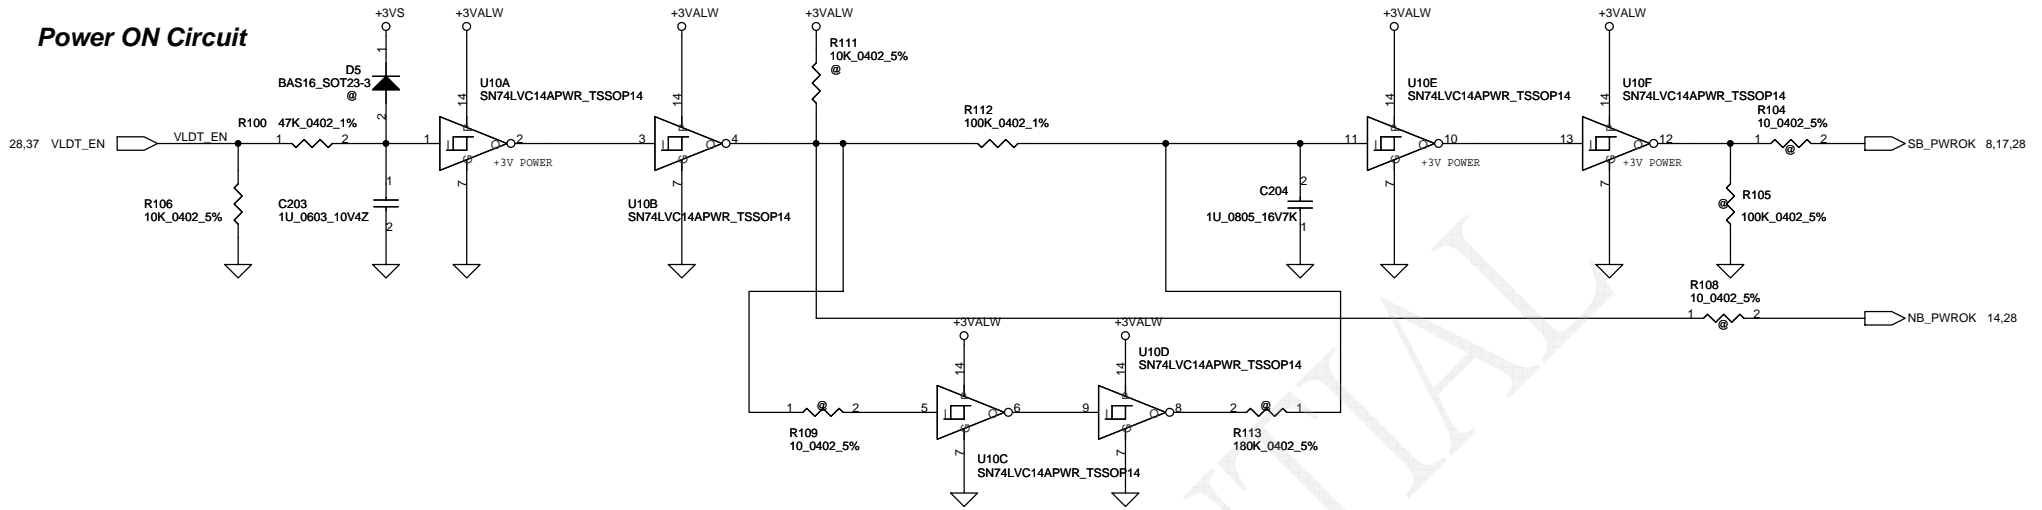 Power ON Circuit
+3VS
+3VALW
+3VALW
+3VALW
+3VALW
+3VALW
D5
BAS16_SOT23-3
@
1
2
U10A
SN74LVC14APWR_TSSOP14
14
14
R111
10K_0402_5%
@
U10E
SN74LVC14APWR_TSSOP14
14
U10F
SN74LVC14APWR_TSSOP14
14
28,37 VLDT_EN
VLDT_EN
R100 47K_0402_1%
1 2
1
2
+3V POWER
3
4
R112
100K_0402_1%
11
10
+3V POWER
13
12
+3V POWER
R104
10_0402_5%
1 @ 2
SB_PWROK 8,17,28
R106
10K_0402_5%
C203
1U_0603_10V4Z
1
2
7
U10B
SN74LVC14APWR_TSSOP14
7
C204
1U_0805_16V7K
2
1
7
7
R105
@
100K_0402_5%
R108
10_0402_5%
1 @ 2
NB_PWROK 14,28
+3VALW
+3VALW
14
14
U10D
SN74LVC14APWR_TSSOP14
1 @ 2
5
6
9
8
2 @ 1
R109
10_0402_5%
7
U10C
SN74LVC14APWR_TSSOP14
7
R113
180K_0402_5%